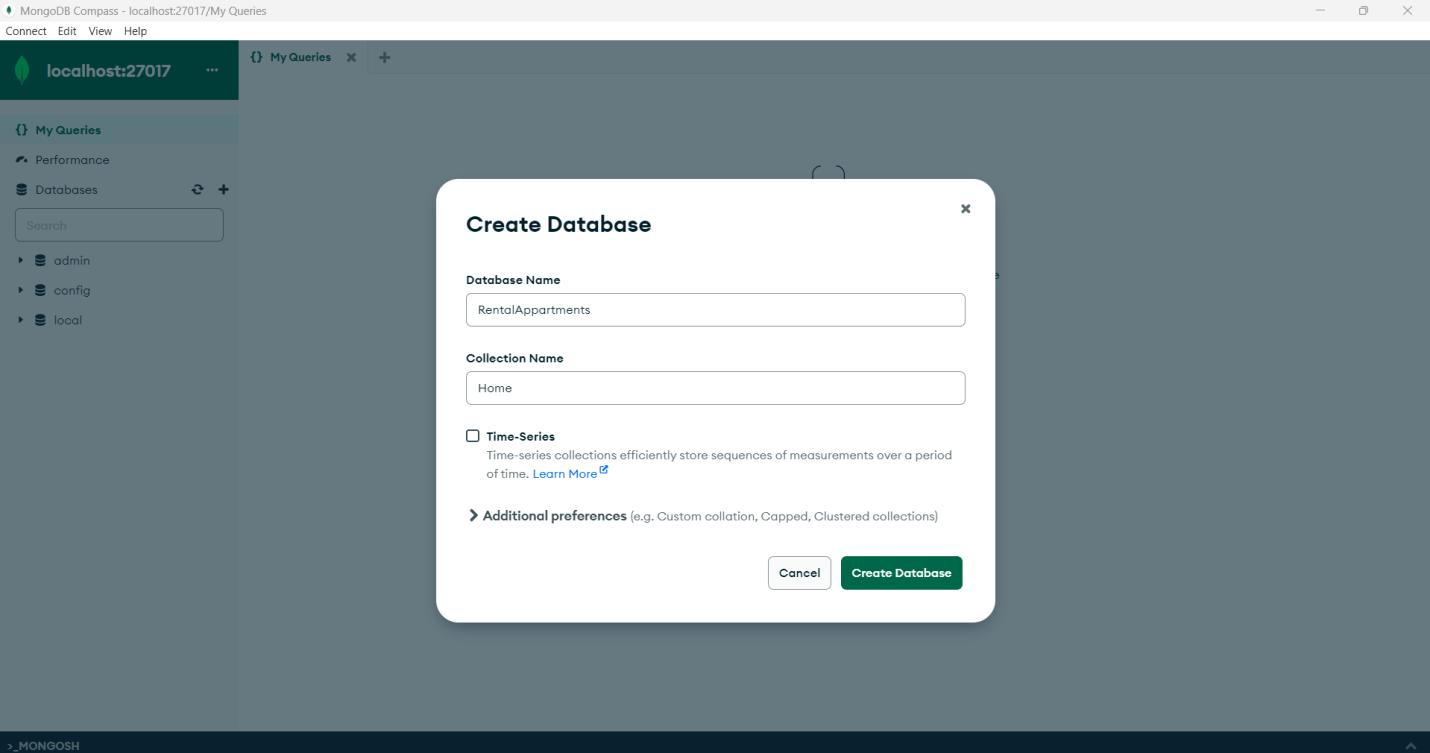 MongoDB Compass - localhost:27017/My Queries
Connect Edit View Help
localhost:27017
{} My Queries
{} My Queries
Performance
Databases
Search
admin
config
local
Create Database
Database Name
RentalAppartments
Collection Name
Home
Time-Series
Time-series collections efficiently store sequences of measurements over a period
of time. Learn More
Additional preferences (e.g. Custom collation, Capped, Clustered collections)
Cancel Create Database
e
>_MONGOSH